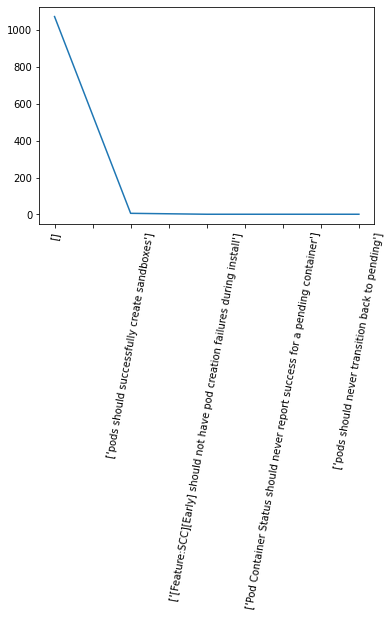 1000
800
600
400
200
0
[]
['pods should successfully create sandboxes']
['[Feature:SCC][Early] should not have pod creation failures during install']
['Pod Container Status should never report success for a pending container']
['pods should never transition back to pending']